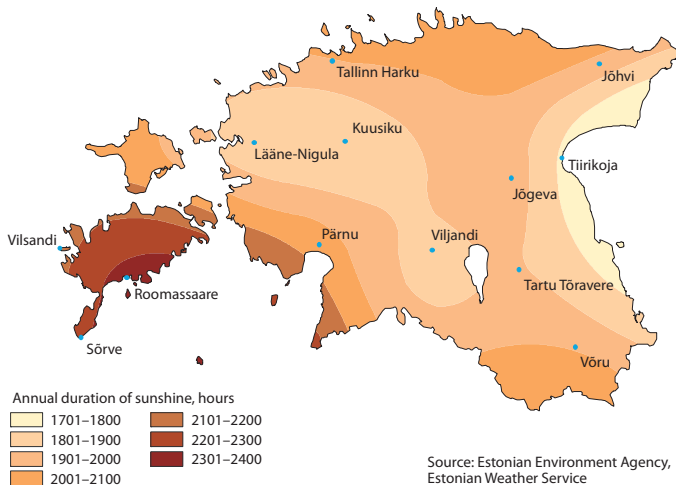 Tallinn Harku
Jõhvi
Kuusiku
Lääne-Nigula
Tiirikoja
Jõgeva
Vilsandi
Pärnu
Viljandi
Tartu Tõravere
Roomassaare
Sõrve
Võru
Annual duration of sunshine, hours
1701–1800
1801–1900
1901–2000
2001–2100
2101–2200
2201–2300
2301–2400
Source: Estonian Environment Agency,
Estonian Weather Service